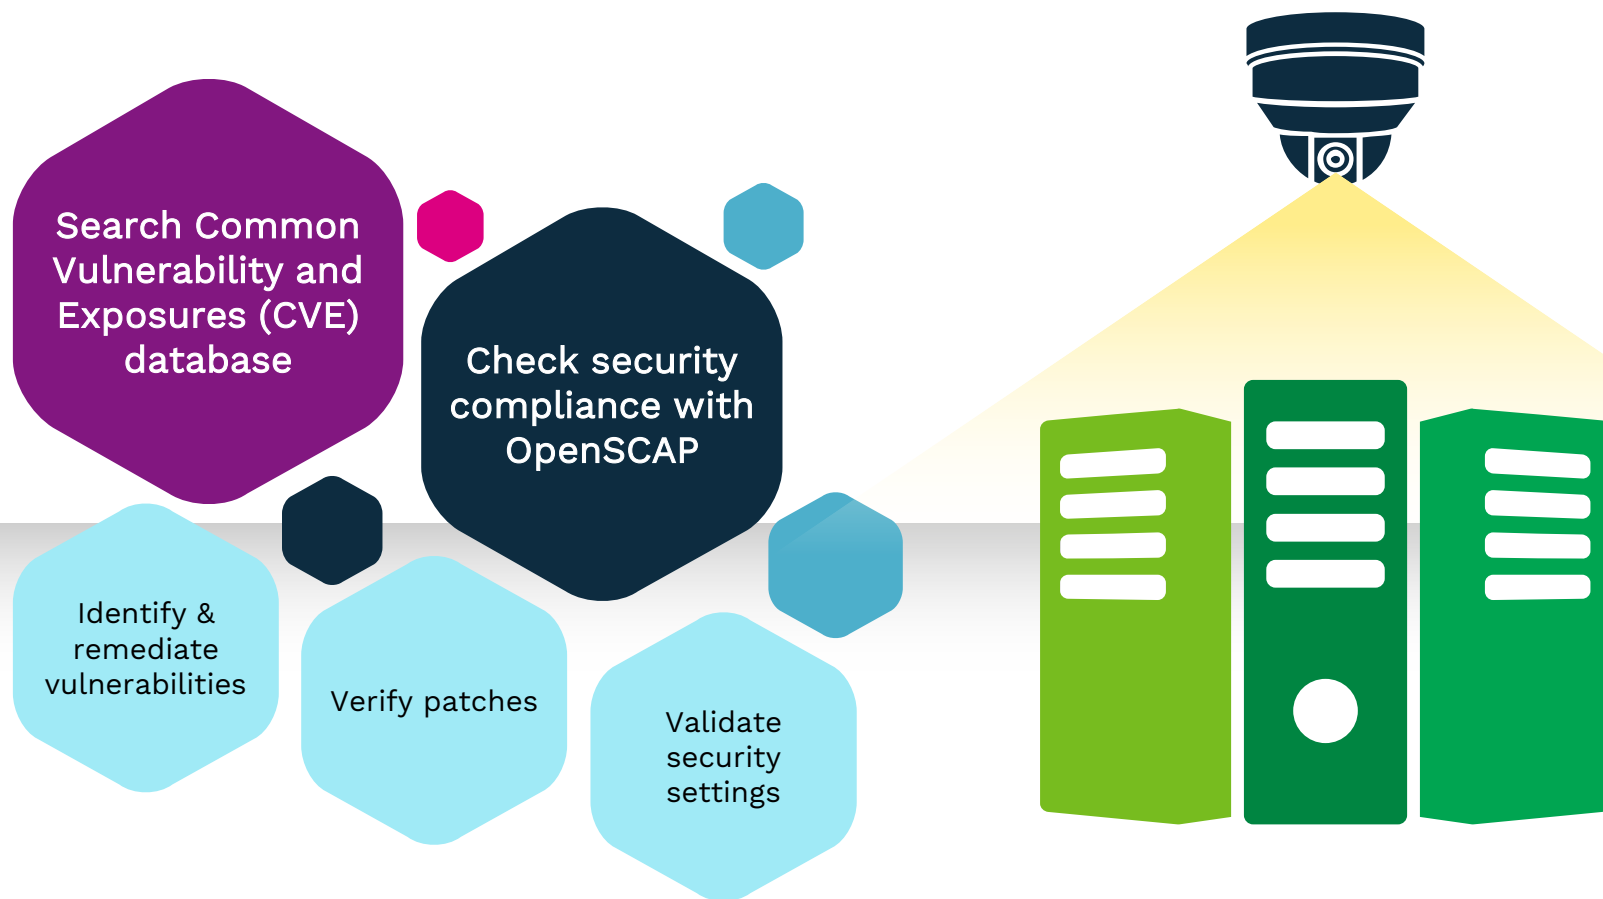 Search Common
Vulnerability and
Exposures (CVE)
database
Check security
compliance with
OpenSCAP
Identify &
remediate
vulnerabilities
Verify patches
Validate
security
settings